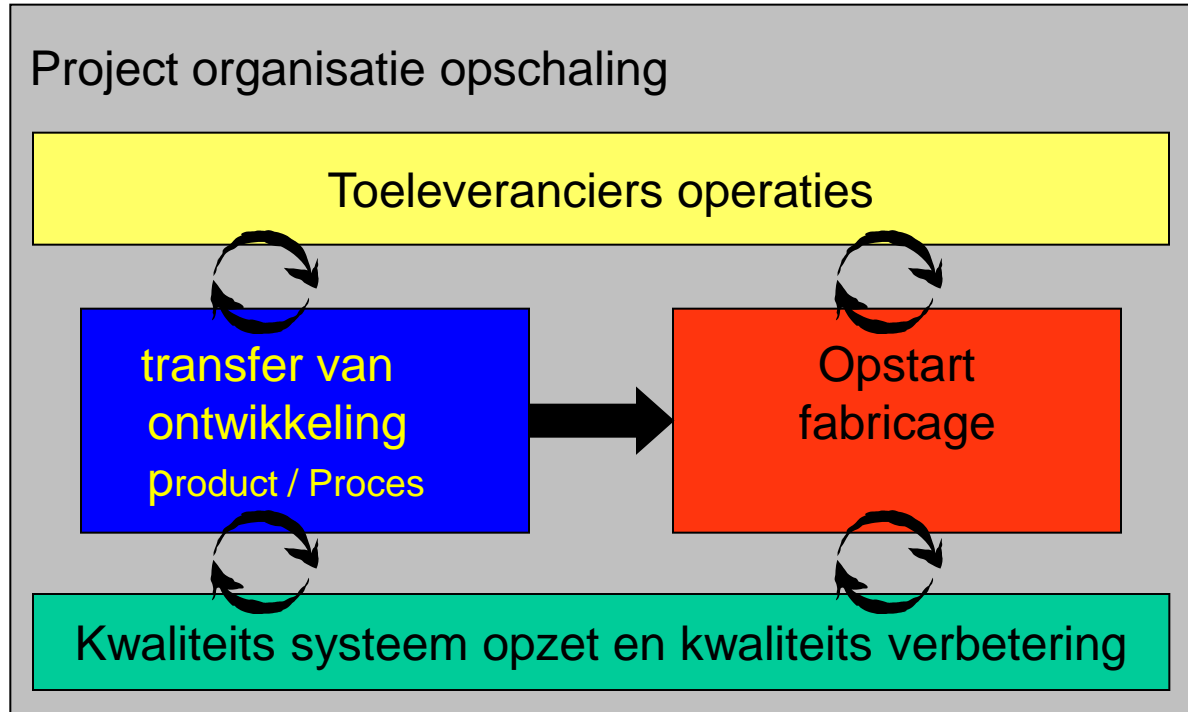 Project organisatie opschaling
Toeleveranciers operaties
transfer van
ontwikkeling
product / Proces
Opstart
fabricage
Kwaliteits systeem opzet en kwaliteits verbetering